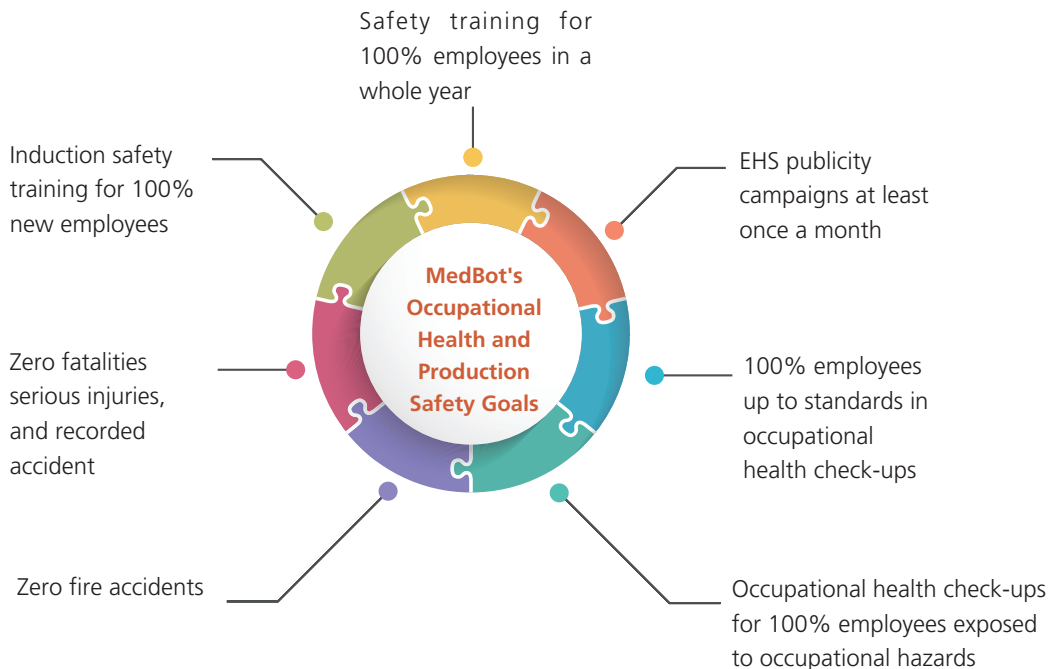 Safety training for
100% employees in a
whole year
Induction safety
training for 100%
new employees
EHS publicity
campaigns at least
once a month
MedBot's
Occupational
Health and
Production
Safety Goals
Zero fatalities
serious injuries,
and recorded
accident
100% employees
up to standards in
occupational
health check-ups
Zero fire accidents
Occupational health check-ups
for 100% employees exposed
to occupational hazards